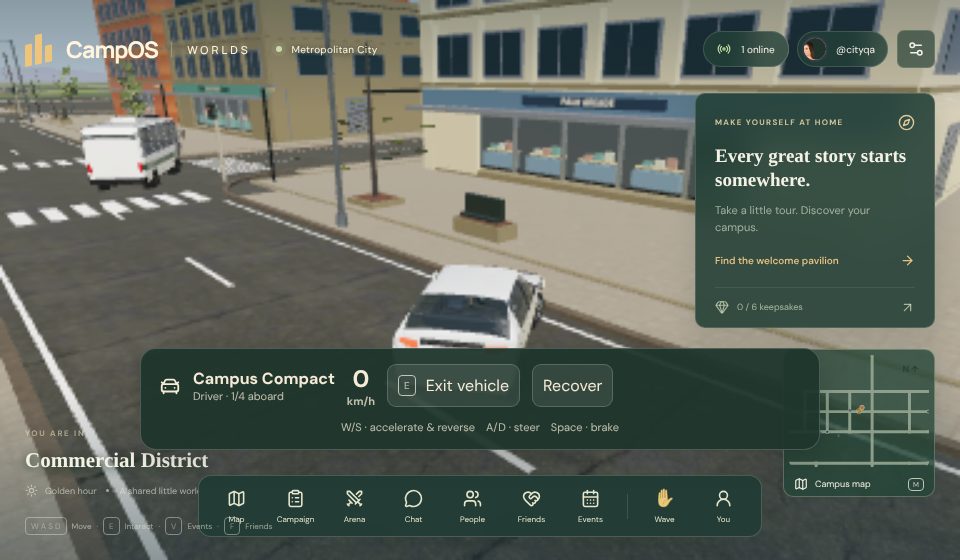 CampOS
WORLDS
Metropolitan City
1 online
@cityqa
MAKE YOURSELF AT HOME
Every great story starts
somewhere.
Take a little tour. Discover your
campus.
Find the welcome pavilion
0 / 6 keepsakes
Campus Compact
Driver · 1/4 aboard
0
km/h
E Exit vehicle
Recover
W/S · accelerate & reverse A/D · steer Space · brake
N
Campus map
M
YOU ARE IN
Commercial District
Golden hour • A shared little
WASD Move · E Interact · V Events · F Friends
Map
Campaign
Arena
Chat
People
Friends
Events
Wave
You